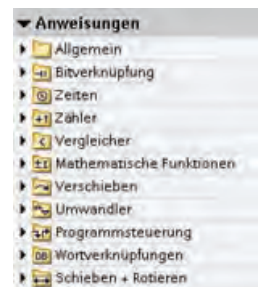 Anweisungen
Allgemein
Bitverknüpfung
Zeiten
Zähler
Vergleicher
Mathematische Funktionen
Verschieben
Umwandler
Programmsteuerung
Wortverknüpfungen
Schieben + Rotieren